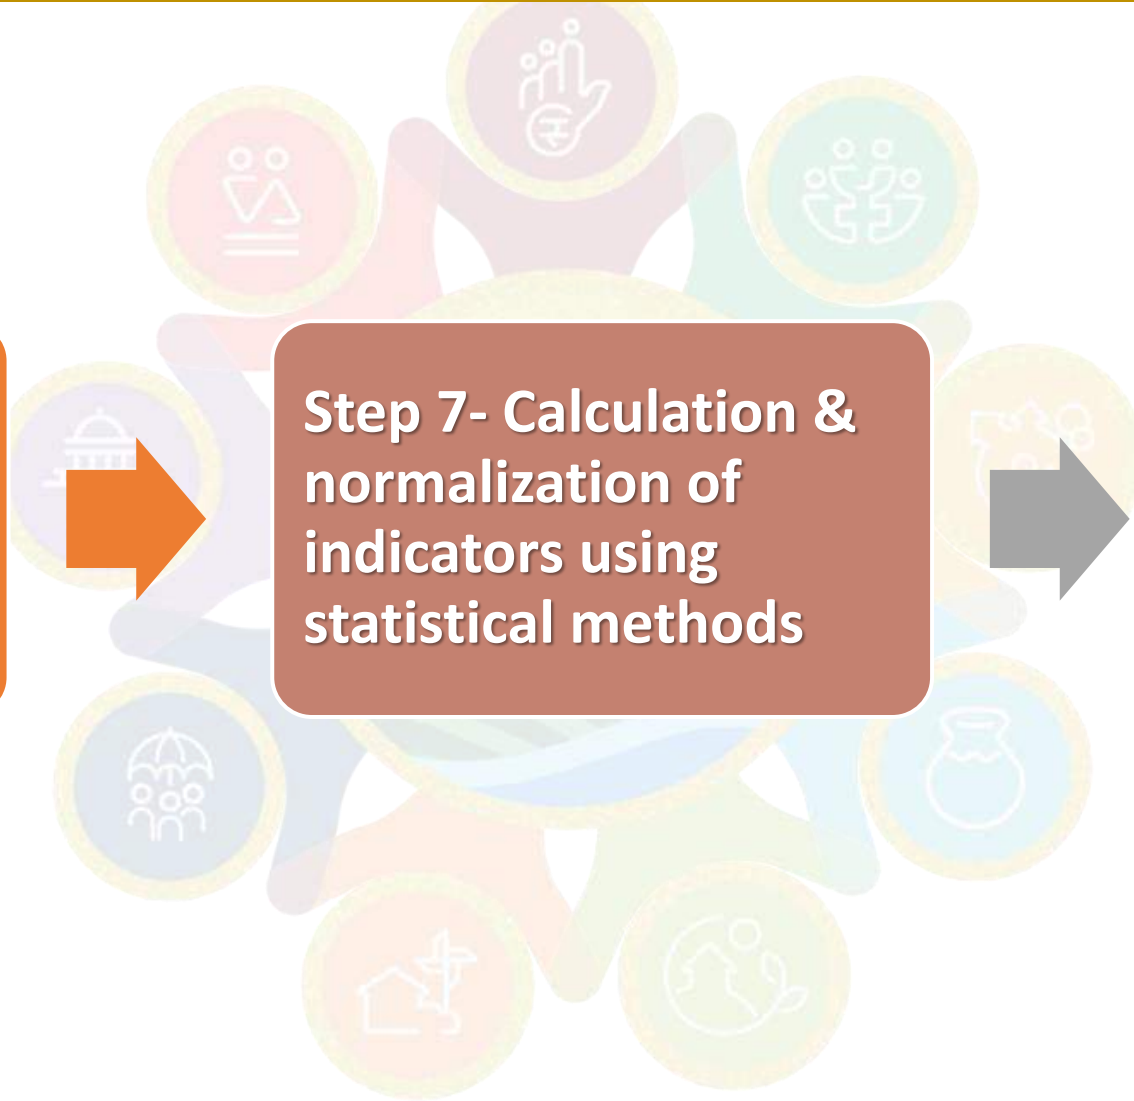 Step 7- Calculation &
normalization of
indicators using
statistical methods